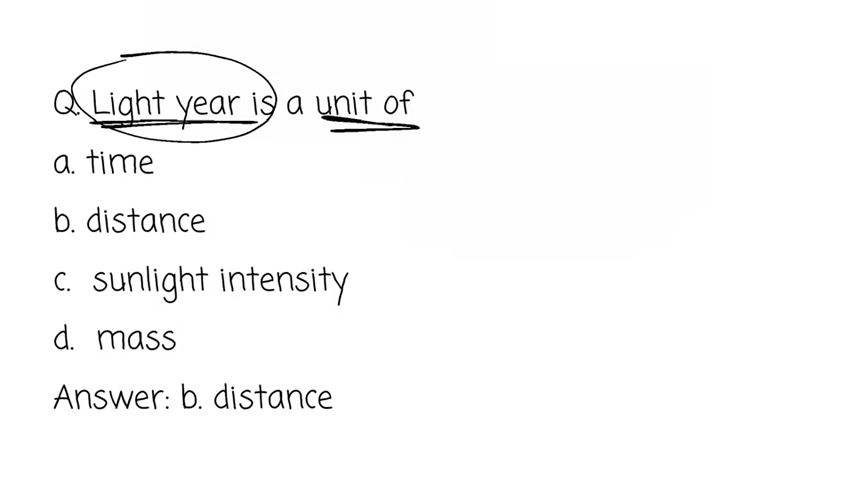 Q. Light year is a unit of
a. time
b. distance
c. sunlight intensity
d. mass
Answer: b. distance